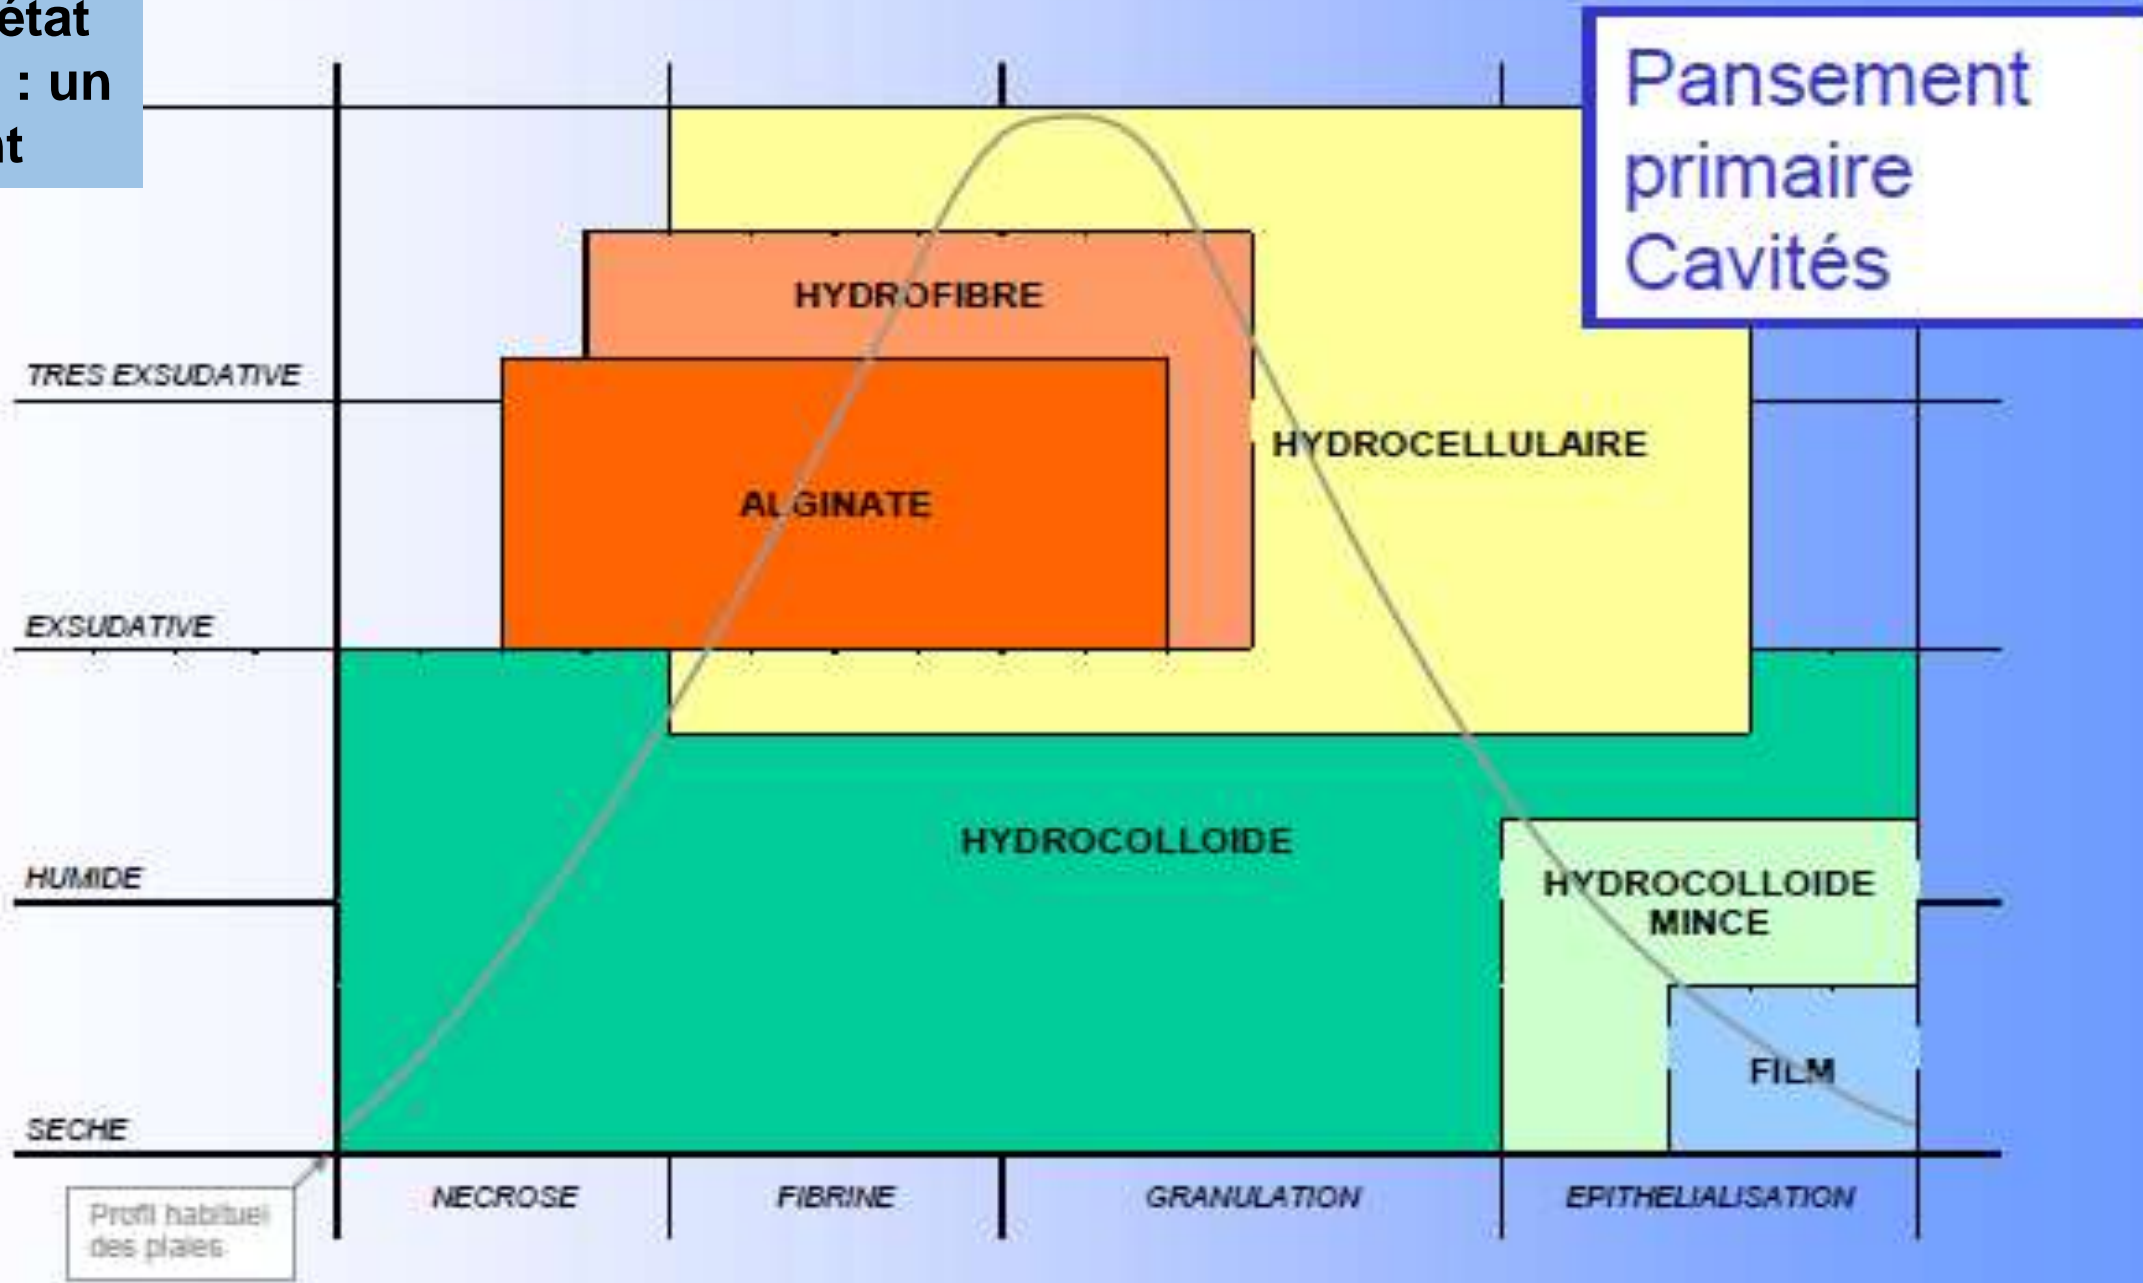 état
: un
nt
Pansement
primaire
Cavités
HYDROFIBRE
TRES EXSUDATIVE
HYDROCELLULAIRE
ALGINATE
EXSUDATIVE
HYDROCOLLOIDE
HUMIDE
HYDROCOLLOIDE
MINCE
FILM
SECHE
NECROSE
FIBRINE
GRANULATION
EPITHELIALISATION
Profil habituel
des plaies